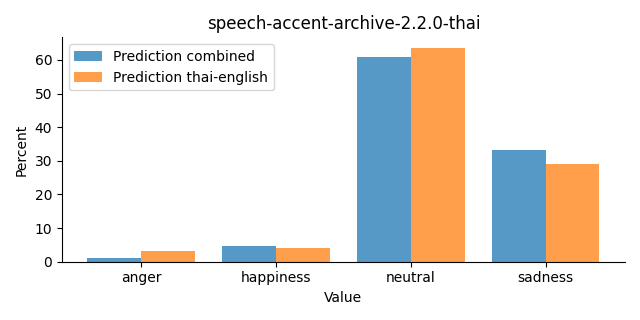 speech-accent-archive-2.2.0-thai
Prediction combined
Prediction thai-english
Percent
60
50
40
30
20
10
0
anger happiness neutral sadness
Value